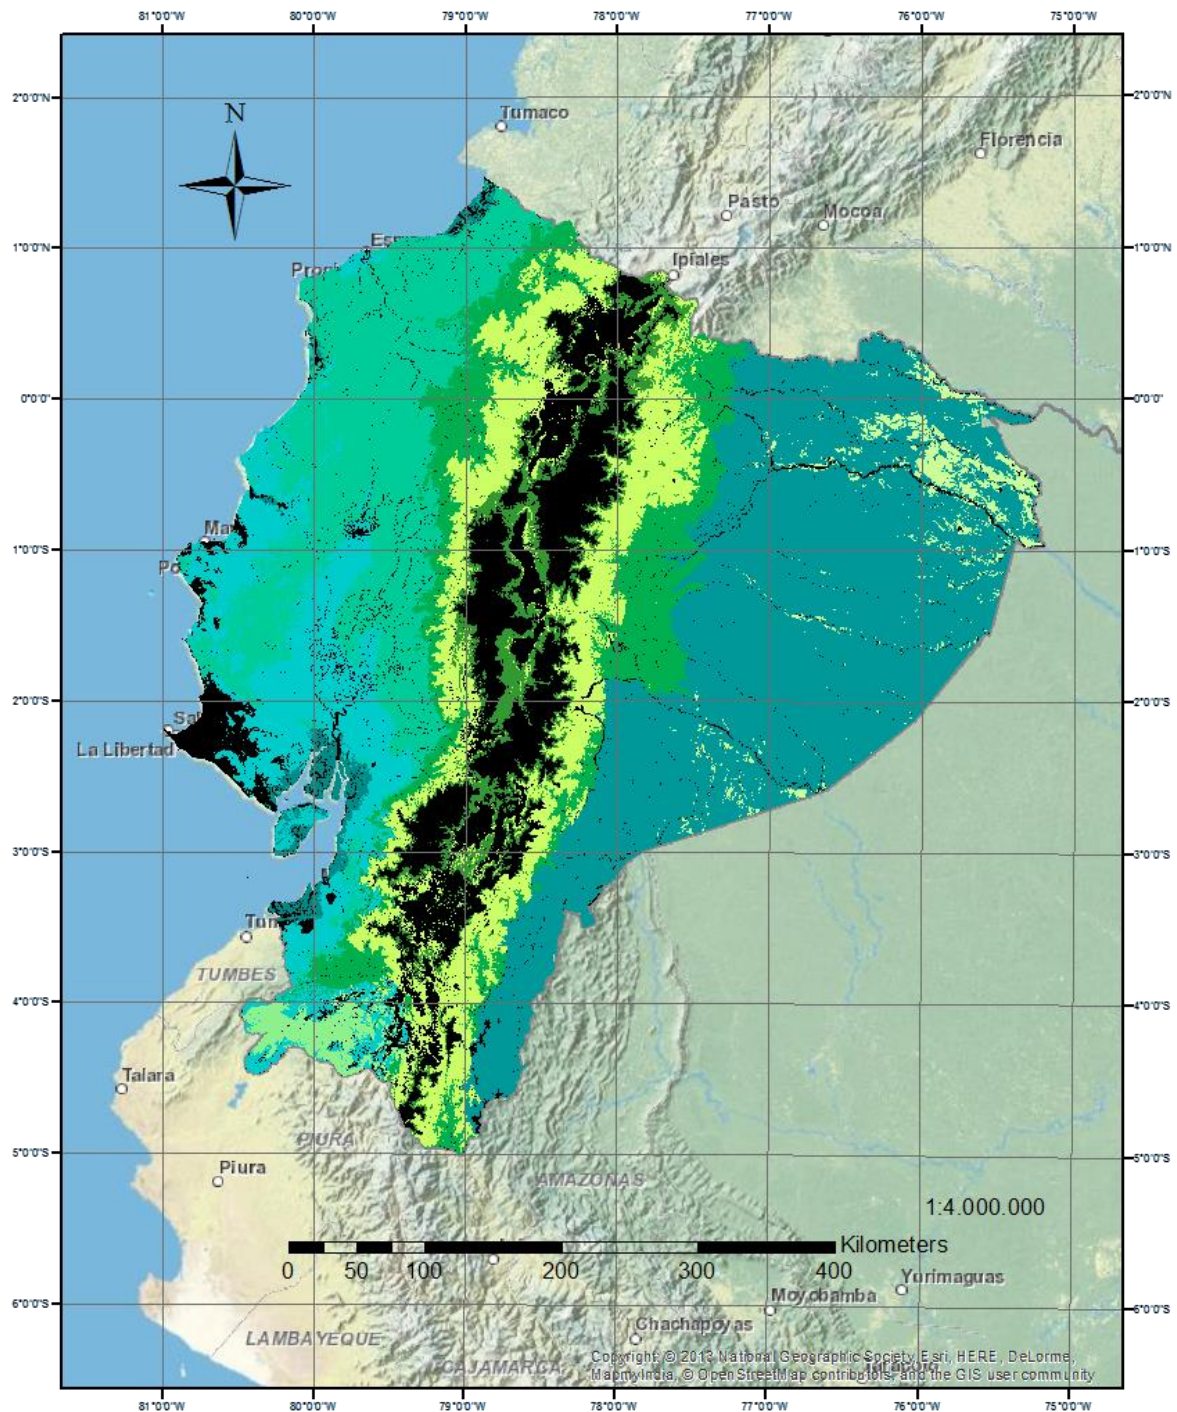 81°0'0"W 80°0'0"W 79°0'0"W 78°0'0"W 77°0'0"W 76°0'0"W 75°0'0"W
2°0'0"N 2°0'0"N
N
Tumaco
Florencia
Pasto
Mocoa
1°0'0"N 1°0'0"N
Ipiales
0°0'0" 0°0'0"
Ma
1°0'0"S 1°0'0"S
Po
2°0'0"S 2°0'0"S
La Libertad
3°0'0"S 3°0'0"S
Tum
TUMBES
4°0'0"S 4°0'0"S
Talara
PIURA
5°0'0"S 5°0'0"S
Piura
AMAZONAS
1:4.000.000
Kilometers
0 50 100 200 300 400
Yurimaguas
Moyobamba
6°0'0"S 6°0'0"S
Chachapoyas
LAMBAYEQUE
CAJAMARCA
Copyright: © 2013 National Geographic Society, Esri, HERE, DeLorme,
MapmyIndia, © OpenStreetMap contributors, and the GIS user community
81°0'0"W 80°0'0"W 79°0'0"W 78°0'0"W 77°0'0"W 76°0'0"W 75°0'0"W